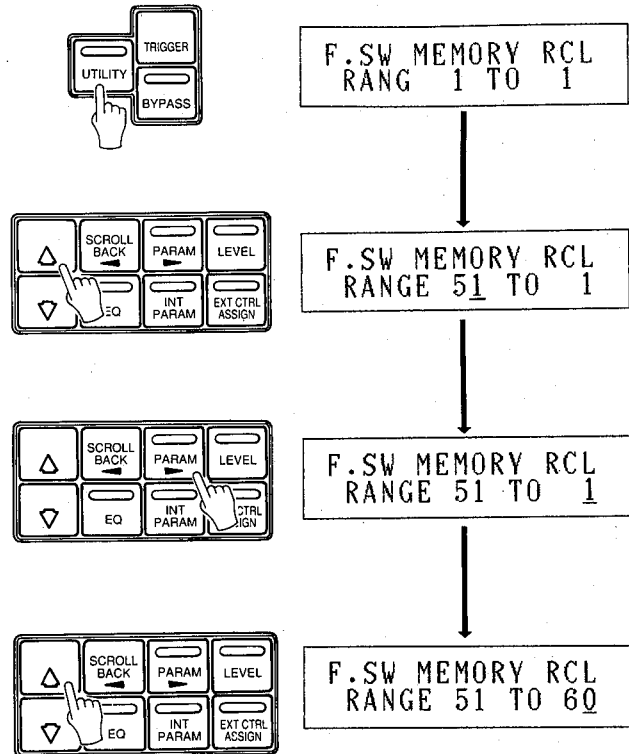 TRIGGER
UTILITY
BYPASS
F.SW MEMORY RCL
RANG 1 TO 1
SCROLL BACK
PARAM
LEVEL
EQ
INT PARAM
EXT CTRL ASSIGN
F.SW MEMORY RCL
RANGE 51 TO 1
SCROLL BACK
PARAM
LEVEL
EQ
INT PARAM
CTRL
IGN
F.SW MEMORY RCL
RANGE 51 TO 1
SCROLL BACK
PARAM
LEVEL
EQ
INT PARAM
EXT CTRL ASSIGN
F.SW MEMORY RCL
RANGE 51 TO 60